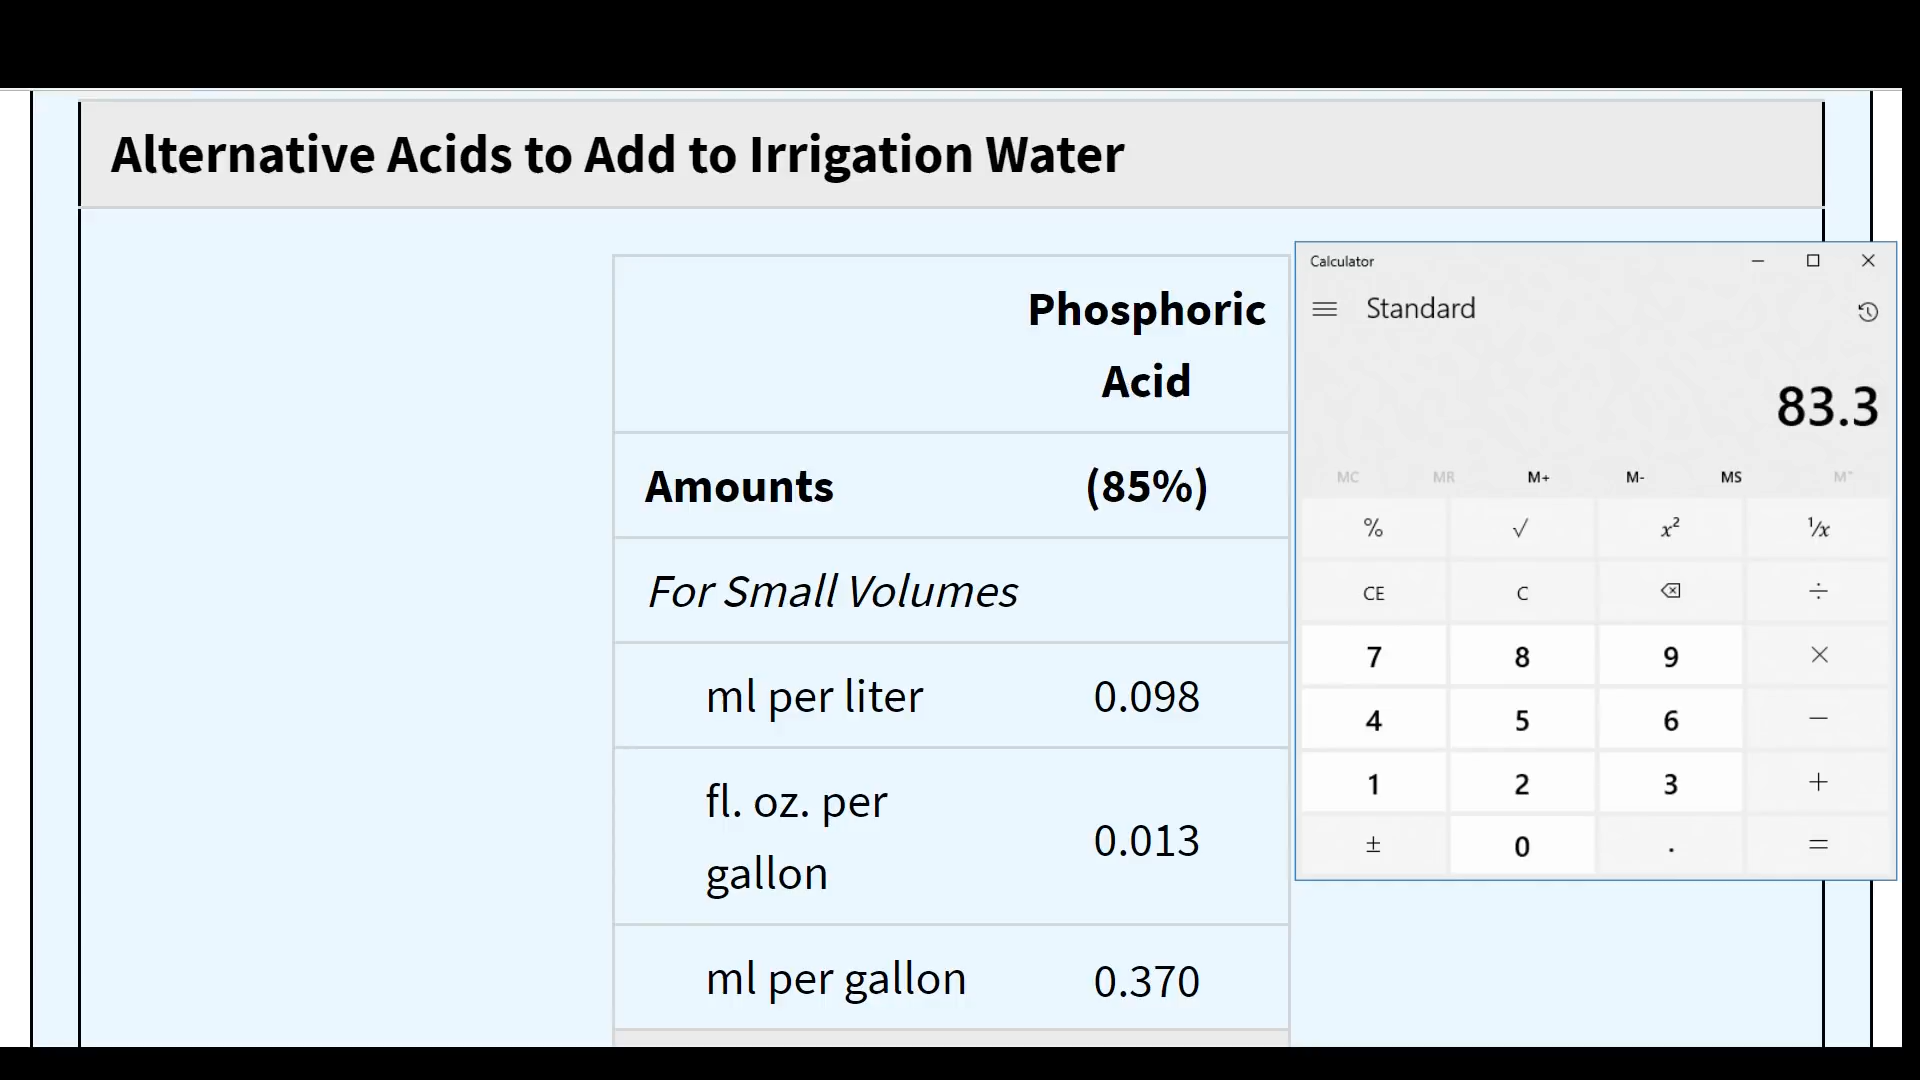 Alternative Acids to Add to Irrigation Water
Phosphoric
Acid
Amounts (85%)
For Small Volumes
ml per liter 0.098
fl. oz. per
gallon 0.013
ml per gallon 0.370
Calculator
Standard
83.3
MC MR M+ M- MS M˅
% √ x² ¹/x
CE C ÷
7 8 9 ×
4 5 6 −
1 2 3 +
± 0 . =